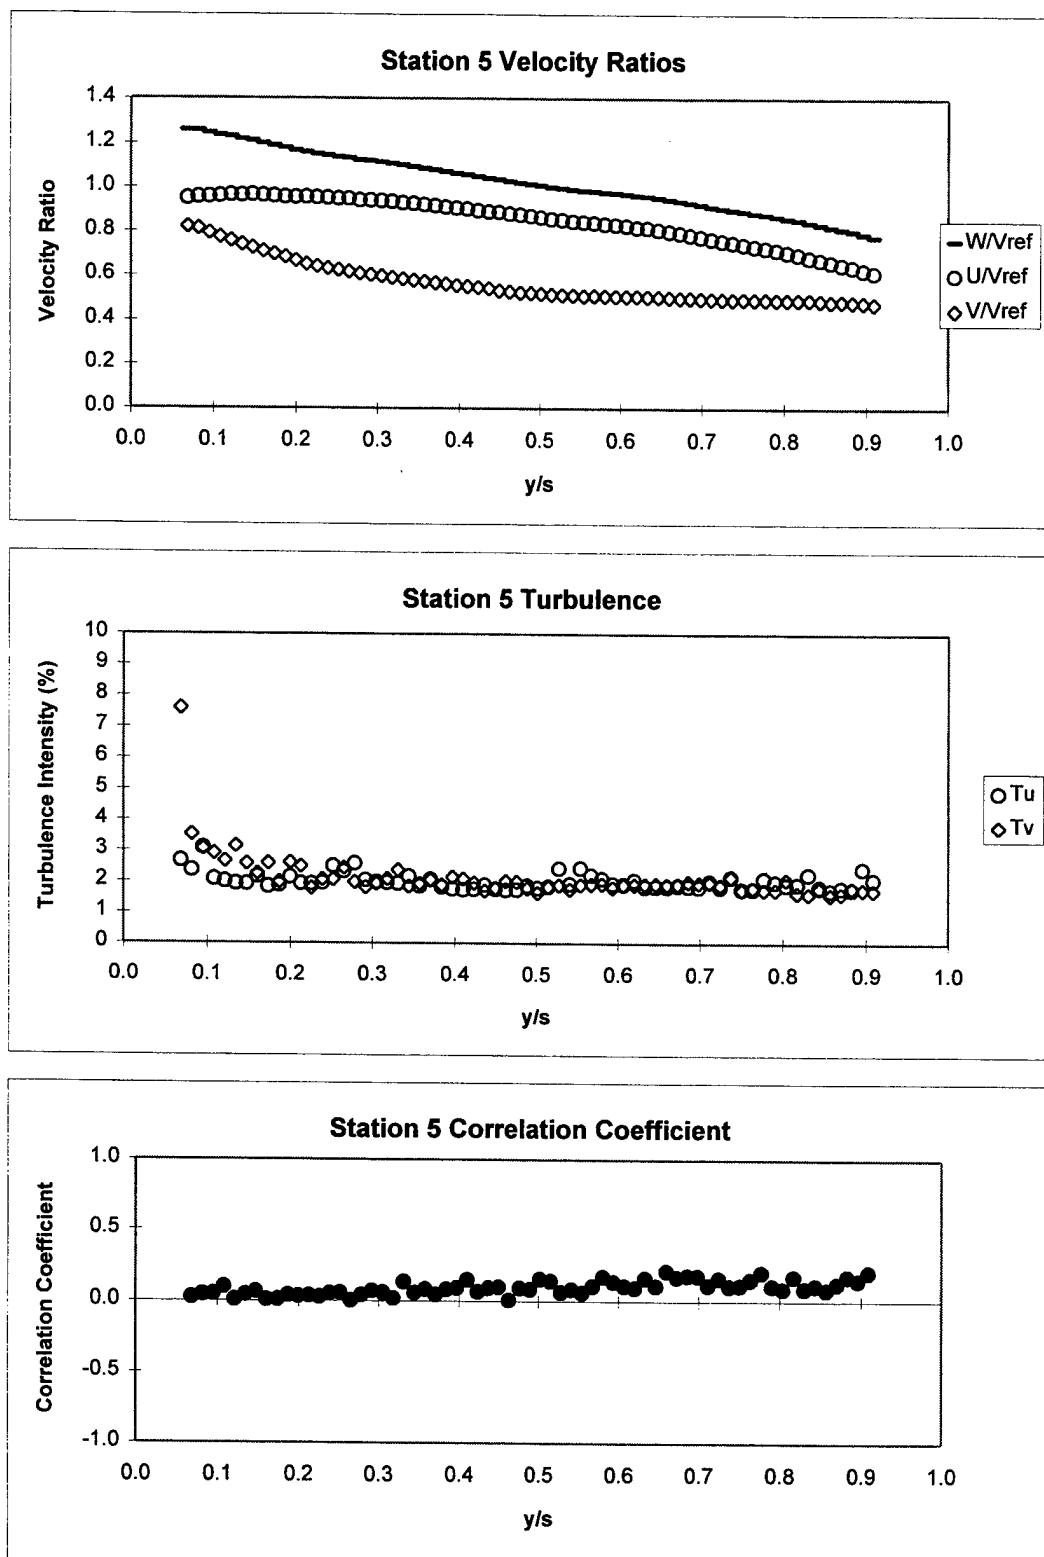 Station 5 Velocity Ratios
1.4
1.2
1.0
0.8
0.6
0.4
0.2
0.0
Velocity Ratio
0.0 0.1 0.2 0.3 0.4 0.5 0.6 0.7 0.8 0.9 1.0
y/s
W/Vref
U/Vref
V/Vref
Station 5 Turbulence
10
9
8
7
6
5
4
3
2
1
0
Turbulence Intensity (%)
0.0 0.1 0.2 0.3 0.4 0.5 0.6 0.7 0.8 0.9 1.0
y/s
Tu
Tv
Station 5 Correlation Coefficient
1.0
0.5
0.0
-0.5
-1.0
Correlation Coefficient
0.0 0.1 0.2 0.3 0.4 0.5 0.6 0.7 0.8 0.9 1.0
y/s